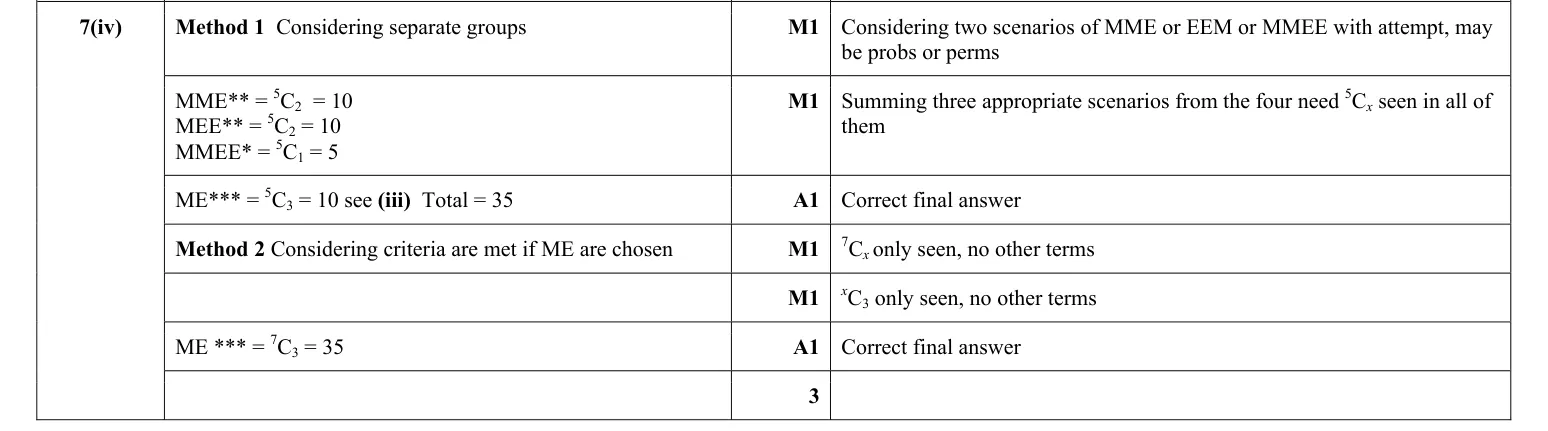 7(iv) Method 1 Considering separate groups M1 Considering two scenarios of MME or EEM or MMEE with attempt, may
be probs or perms
MME** = ⁵C₂ = 10 M1 Summing three appropriate scenarios from the four need ⁵Cₓ seen in all of
MEE** = ⁵C₂ = 10 them
MMEE* = ⁵C₁ = 5
ME*** = ⁵C₃ = 10 see (iii) Total = 35 A1 Correct final answer
Method 2 Considering criteria are met if ME are chosen M1 ⁷Cₓ only seen, no other terms
M1 ˣC₃ only seen, no other terms
ME *** = ⁷C₃ = 35 A1 Correct final answer
3